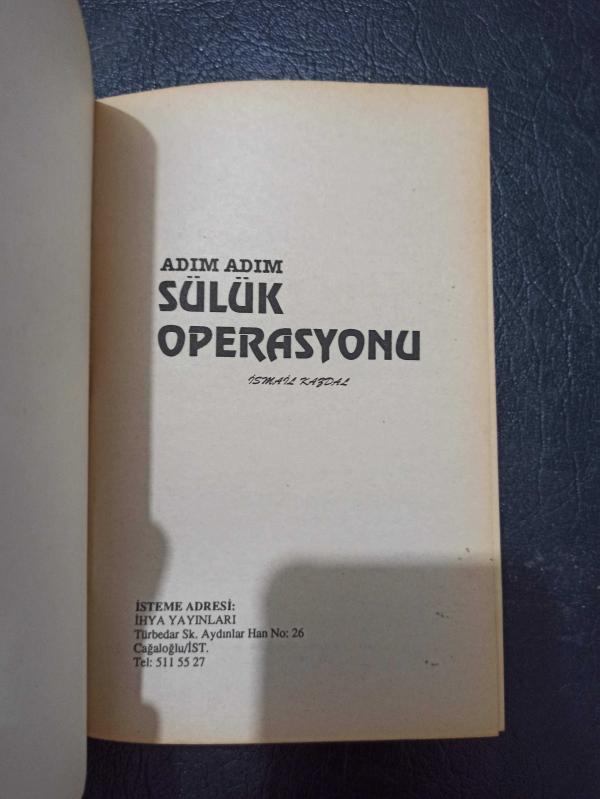 ADIM ADIM
SÜLÜK
OPERASYONU
İSMAİL KAZDAL
İSTEME ADRESİ:
İHYA YAYINLARI
Türbedar Sk. Aydınlar Han No: 26
Cağaloğlu/İST.
Tel: 511 55 27